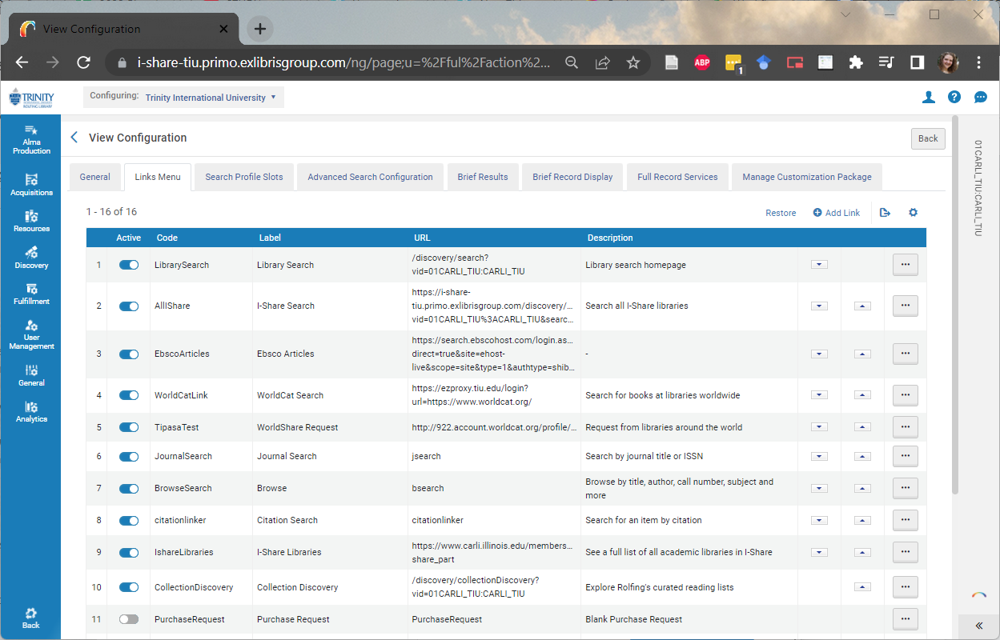 View Configuration
i-share-tiu.primo.exlibrisgroup.com/ng/page;u=%2Fful%2Faction%2...
ABP
1
TRINITY
INTERNATIONAL UNIVERSITY
ROLFING LIBRARY
Configuring: Trinity International University
Alma
Production
Acquisitions
Resources
Discovery
Fulfillment
User
Management
General
Analytics
Back
View Configuration
Back
General Links Menu Search Profile Slots Advanced Search Configuration Brief Results Brief Record Display Full Record Services Manage Customization Package
1 - 16 of 16
Restore Add Link
Active Code Label URL Description
1 LibrarySearch Library Search /discovery/search?
vid=01CARLI_TIU:CARLI_TIU Library search homepage
2 AllIShare I-Share Search https://i-share-
tiu.primo.exlibrisgroup.com/discovery/...
vid=01CARLI_TIU%3ACARLI_TIU&searc... Search all I-Share libraries
3 EbscoArticles Ebsco Articles https://search.ebscohost.com/login.as...
direct=true&site=ehost-
live&scope=site&type=1&authtype=shib... -
4 WorldCatLink WorldCat Search https://ezproxy.tiu.edu/login?
url=https://www.worldcat.org/ Search for books at libraries worldwide
5 TipasaTest WorldShare Request http://922.account.worldcat.org/profile/... Request from libraries around the world
6 JournalSearch Journal Search jsearch Search by journal title or ISSN
7 BrowseSearch Browse bsearch Browse by title, author, call number, subject and
more
8 citationlinker Citation Search citationlinker Search for an item by citation
9 IshareLibraries I-Share Libraries https://www.carli.illinois.edu/members...
share_part See a full list of all academic libraries in I-Share
10 CollectionDiscovery Collection Discovery /discovery/collectionDiscovery?
vid=01CARLI_TIU:CARLI_TIU Explore Rolfing's curated reading lists
11 PurchaseRequest Purchase Request PurchaseRequest Blank Purchase Request
01CARLI_TIU:CARLI_TIU